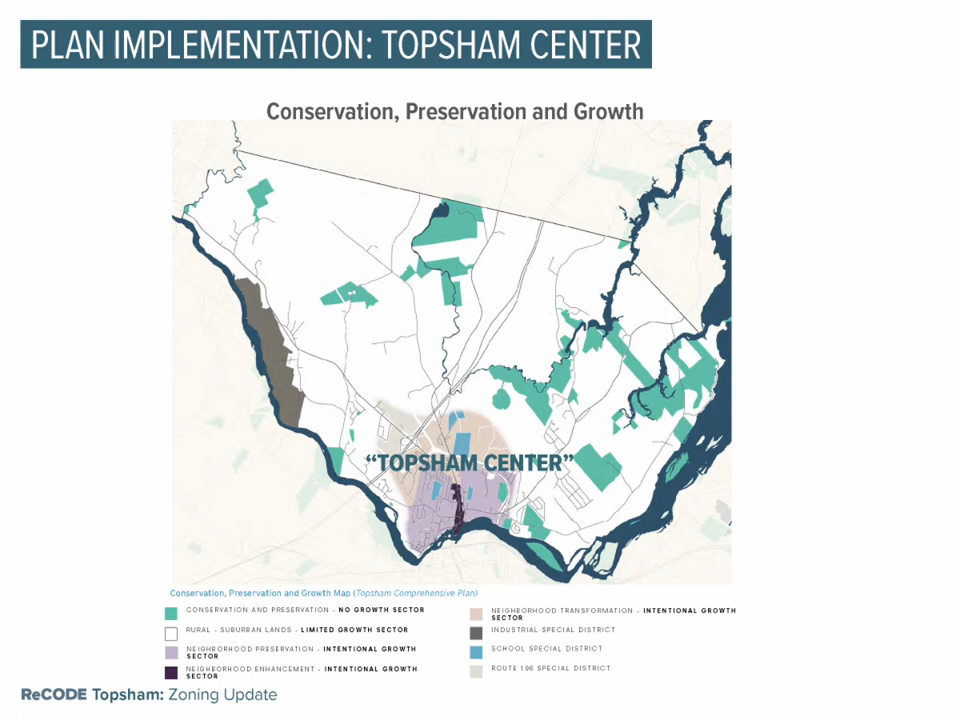 PLAN IMPLEMENTATION: TOPSHAM CENTER
Conservation, Preservation and Growth
“TOPSHAM CENTER”
Conservation, Preservation and Growth Map (Topsham Comprehensive Plan)
CONSERVATION AND PRESERVATION - NO GROWTH SECTOR
RURAL - SUBURBAN LANDS - LIMITED GROWTH SECTOR
NEIGHBORHOOD PRESERVATION - INTENTIONAL GROWTH
SECTOR
NEIGHBORHOOD ENHANCEMENT - INTENTIONAL GROWTH
SECTOR
NEIGHBORHOOD TRANSFORMATION - INTENTIONAL GROWTH
SECTOR
INDUSTRIAL SPECIAL DISTRICT
SCHOOL SPECIAL DISTRICT
ROUTE 196 SPECIAL DISTRICT
ReCODE Topsham: Zoning Update